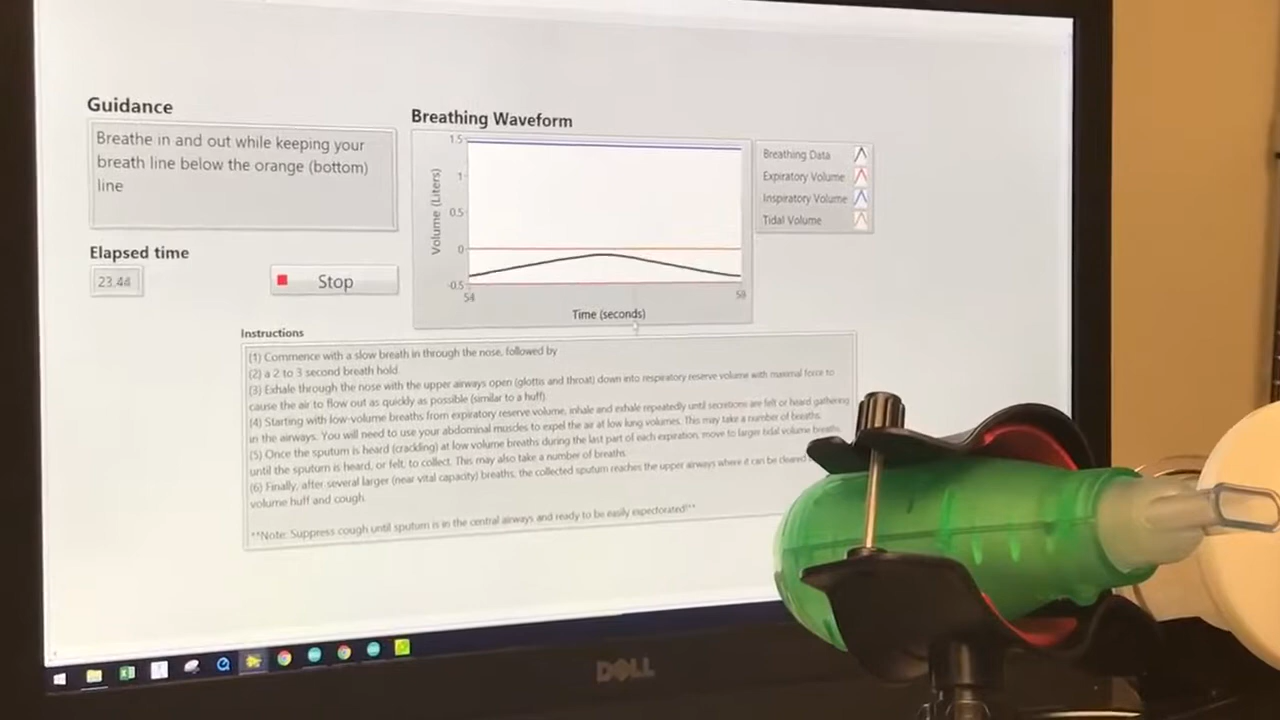 Guidance
Breathe in and out while keeping your
breath line below the orange (bottom)
line
Elapsed time
23.44
Stop
Breathing Waveform
1.5
1
0.5
0
-0.5
Volume (Liters)
54
59
Time (seconds)
Breathing Data
Expiratory Volume
Inspiratory Volume
Tidal Volume
Instructions
(1) Commence with a slow breath in through the nose, followed by
(2) a 2 to 3 second breath hold.
(3) Exhale through the nose with the upper airways open (glottis and throat) down into respiratory reserve volume with maximal force to
cause the air to flow out as quickly as possible (similar to a huff)
(4) Starting with low-volume breaths from expiratory reserve volume, inhale and exhale repeatedly until secretions are felt or heard gathering
in the airways. You will need to use your abdominal muscles to expel the air at low lung volumes. This may take a number of breaths.
(5) Once the sputum is heard (crackling) at low volume breaths during the last part of each expiration, move to larger tidal volume breaths
until the sputum is heard, or felt, to collect. This may also take a number of breaths.
(6) Finally, after several larger (near vital capacity) breaths, the collected sputum reaches the upper airways where it can be cleared
volume huff and cough.
**Note: Suppress cough until sputum is in the central airways and ready to be easily expectorated!**
DELL